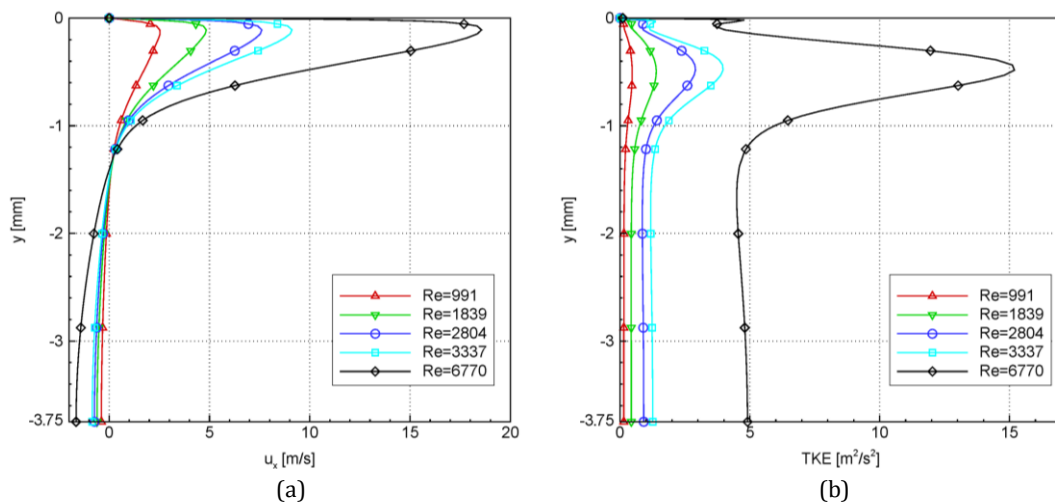 0
-1
-2
-3
-3.75
y [mm]
0
5
10
15
20
u_x [m/s]
Re=991
Re=1839
Re=2804
Re=3337
Re=6770
(a)
0
-1
-2
-3
-3.75
y [mm]
0
5
10
15
TKE [m²/s²]
Re=991
Re=1839
Re=2804
Re=3337
Re=6770
(b)